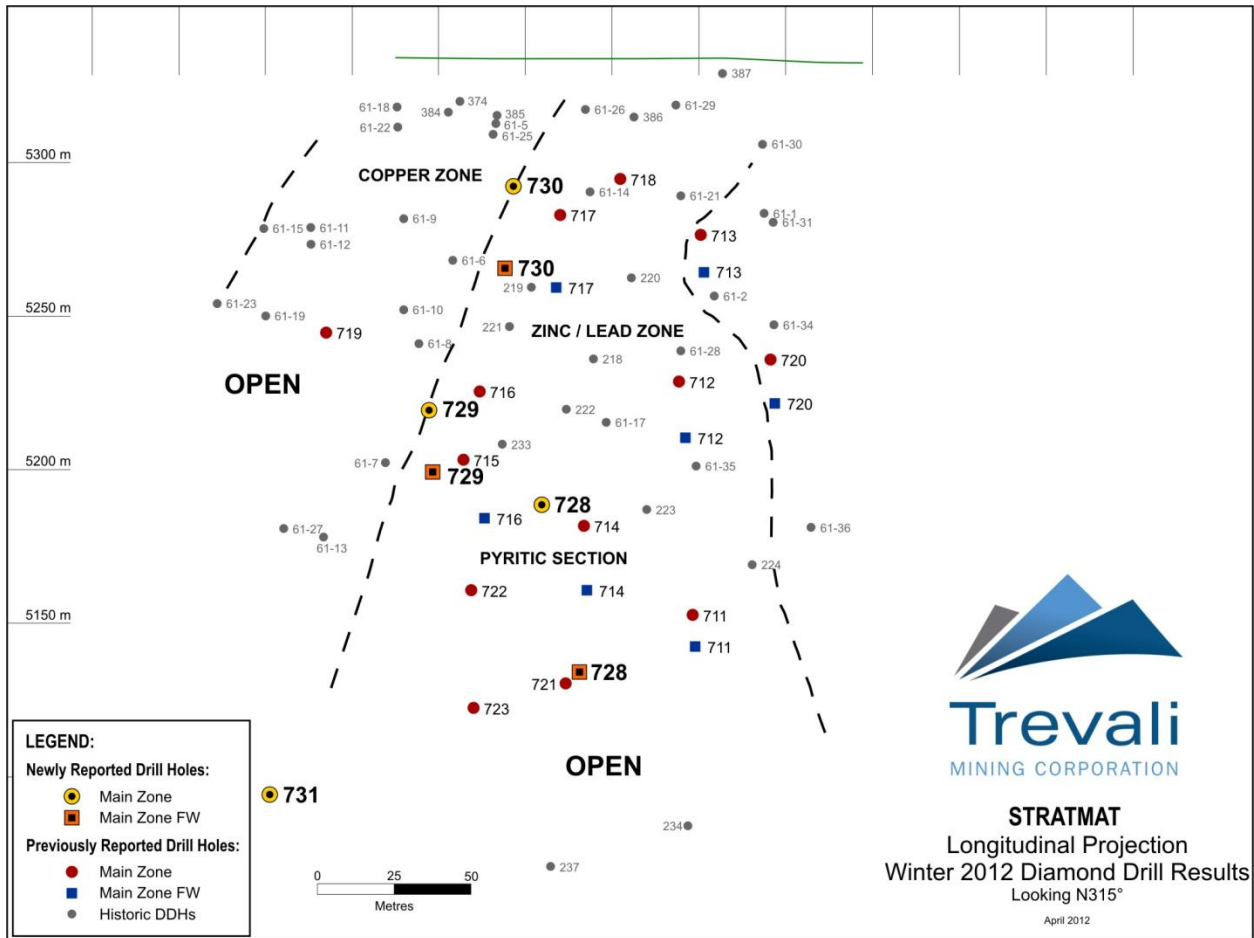 387
61-18
374
384
385
61-5
61-22
61-25
61-26
386
61-29
61-30
5300 m
COPPER ZONE
730
718
61-14
61-21
717
61-1
61-31
61-9
61-15
61-11
61-12
713
61-6
730
219
717
220
713
61-2
61-23
61-19
61-10
5250 m
221
ZINC / LEAD ZONE
61-34
719
61-8
218
61-28
720
OPEN
716
712
729
222
61-17
720
233
712
61-7
715
5200 m
729
61-35
728
223
716
714
61-27
61-13
61-36
PYRITIC SECTION
224
722
714
5150 m
711
711
721
728
723
OPEN
731
234
237
LEGEND:
Newly Reported Drill Holes:
Main Zone
Main Zone FW
Previously Reported Drill Holes:
Main Zone
Main Zone FW
Historic DDHs
0 25 50
Metres
Trevali
MINING CORPORATION
STRATMAT
Longitudinal Projection
Winter 2012 Diamond Drill Results
Looking N315°
April 2012